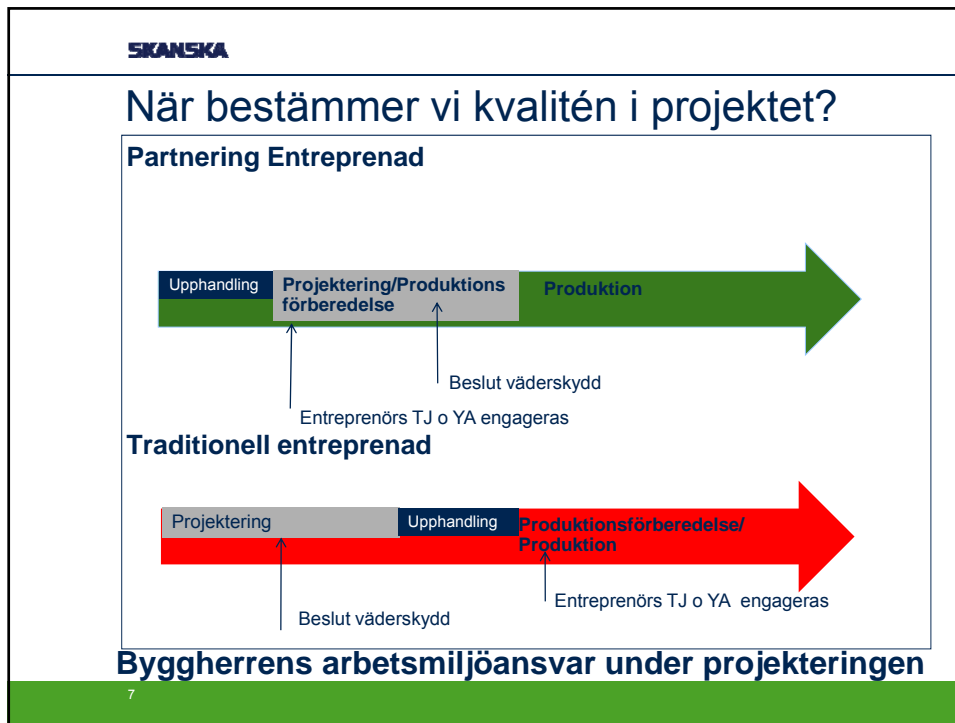 SKANSKA
När bestämmer vi kvalitén i projektet?
Partnering Entreprenad
Upphandling
Projektering/Produktions
förberedelse
Produktion
Beslut väderskydd
Entreprenörs TJ o YA engageras
Traditionell entreprenad
Projektering
Upphandling
Produktionsförberedelse/
Produktion
Entreprenörs TJ o YA engageras
Beslut väderskydd
Byggherrens arbetsmiljöansvar under projekteringen
7